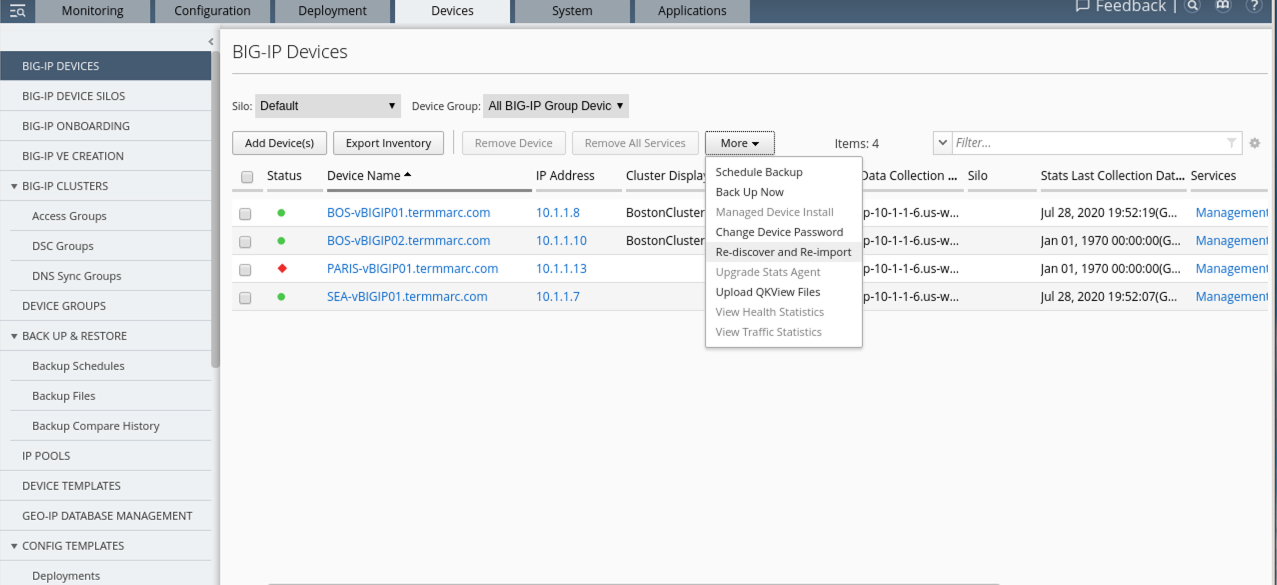 Monitoring Configuration Deployment Devices System Applications Feedback | ?
BIG-IP DEVICES
BIG-IP DEVICE SILOS
BIG-IP ONBOARDING
BIG-IP VE CREATION
BIG-IP CLUSTERS
Access Groups
DSC Groups
DNS Sync Groups
DEVICE GROUPS
BACK UP & RESTORE
Backup Schedules
Backup Files
Backup Compare History
IP POOLS
DEVICE TEMPLATES
GEO-IP DATABASE MANAGEMENT
CONFIG TEMPLATES
Deployments
BIG-IP Devices
Silo: Default Device Group: All BIG-IP Group Devic
Add Device(s) Export Inventory Remove Device Remove All Services More Items: 4 Filter...
Status Device Name IP Address Cluster Display Data Collection ... Silo Stats Last Collection Dat... Services
BOS-vBIGIP01.termmarc.com 10.1.1.8 BostonCluster p-10-1-1-6.us-w... Jul 28, 2020 19:52:19(G... Management
BOS-vBIGIP02.termmarc.com 10.1.1.10 BostonCluster p-10-1-1-6.us-w... Jan 01, 1970 00:00:00(G... Management
PARIS-vBIGIP01.termmarc.com 10.1.1.13 p-10-1-1-6.us-w... Jan 01, 1970 00:00:00(G... Management
SEA-vBIGIP01.termmarc.com 10.1.1.7 p-10-1-1-6.us-w... Jul 28, 2020 19:52:07(G... Management
Schedule Backup
Back Up Now
Managed Device Install
Change Device Password
Re-discover and Re-import
Upgrade Stats Agent
Upload QKView Files
View Health Statistics
View Traffic Statistics